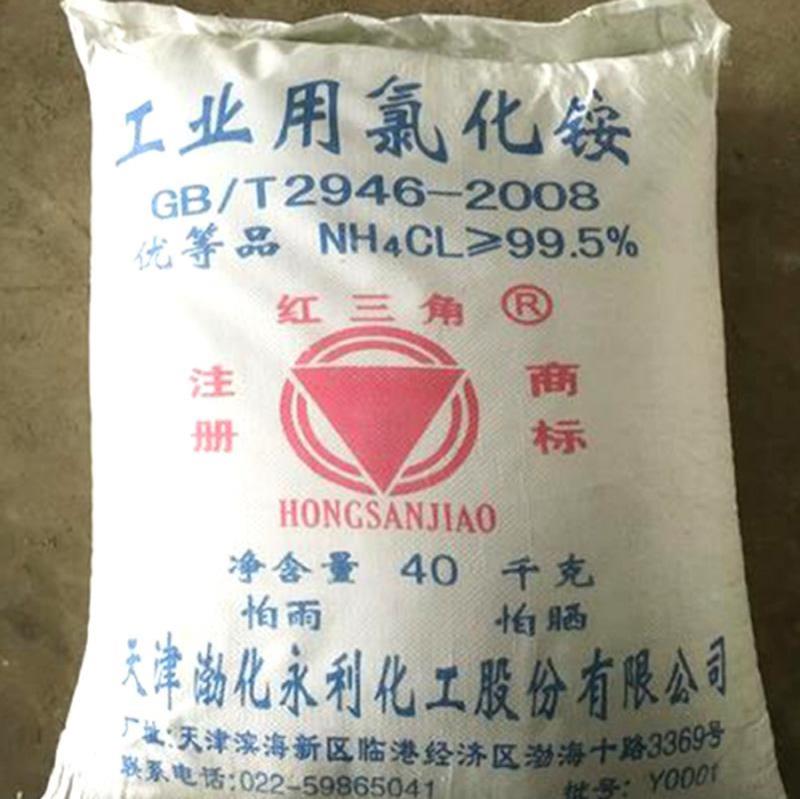 工业用氯化铵
GB/T2946-2008
优等品 NH₄CL≥99.5%
红三角®
注册 商标
HONGSANJIAO
净含量 40 千克
怕雨 怕晒
天津渤化永利化工股份有限公司
厂址:天津滨海新区临港经济区渤海十路3369号
联系电话:022-59865041 批号: Y0001